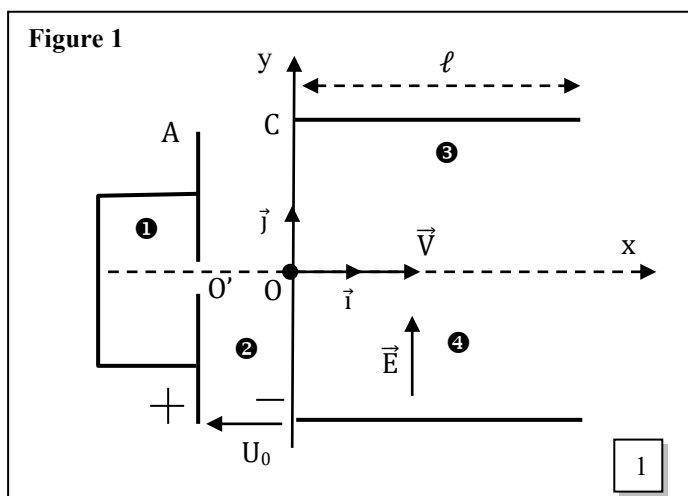 Figure 1
y
ℓ
A
C
❸
❶
j⃗
V⃗
x
O'
O
i⃗
❷
E⃗
❹
+
−
U₀
1